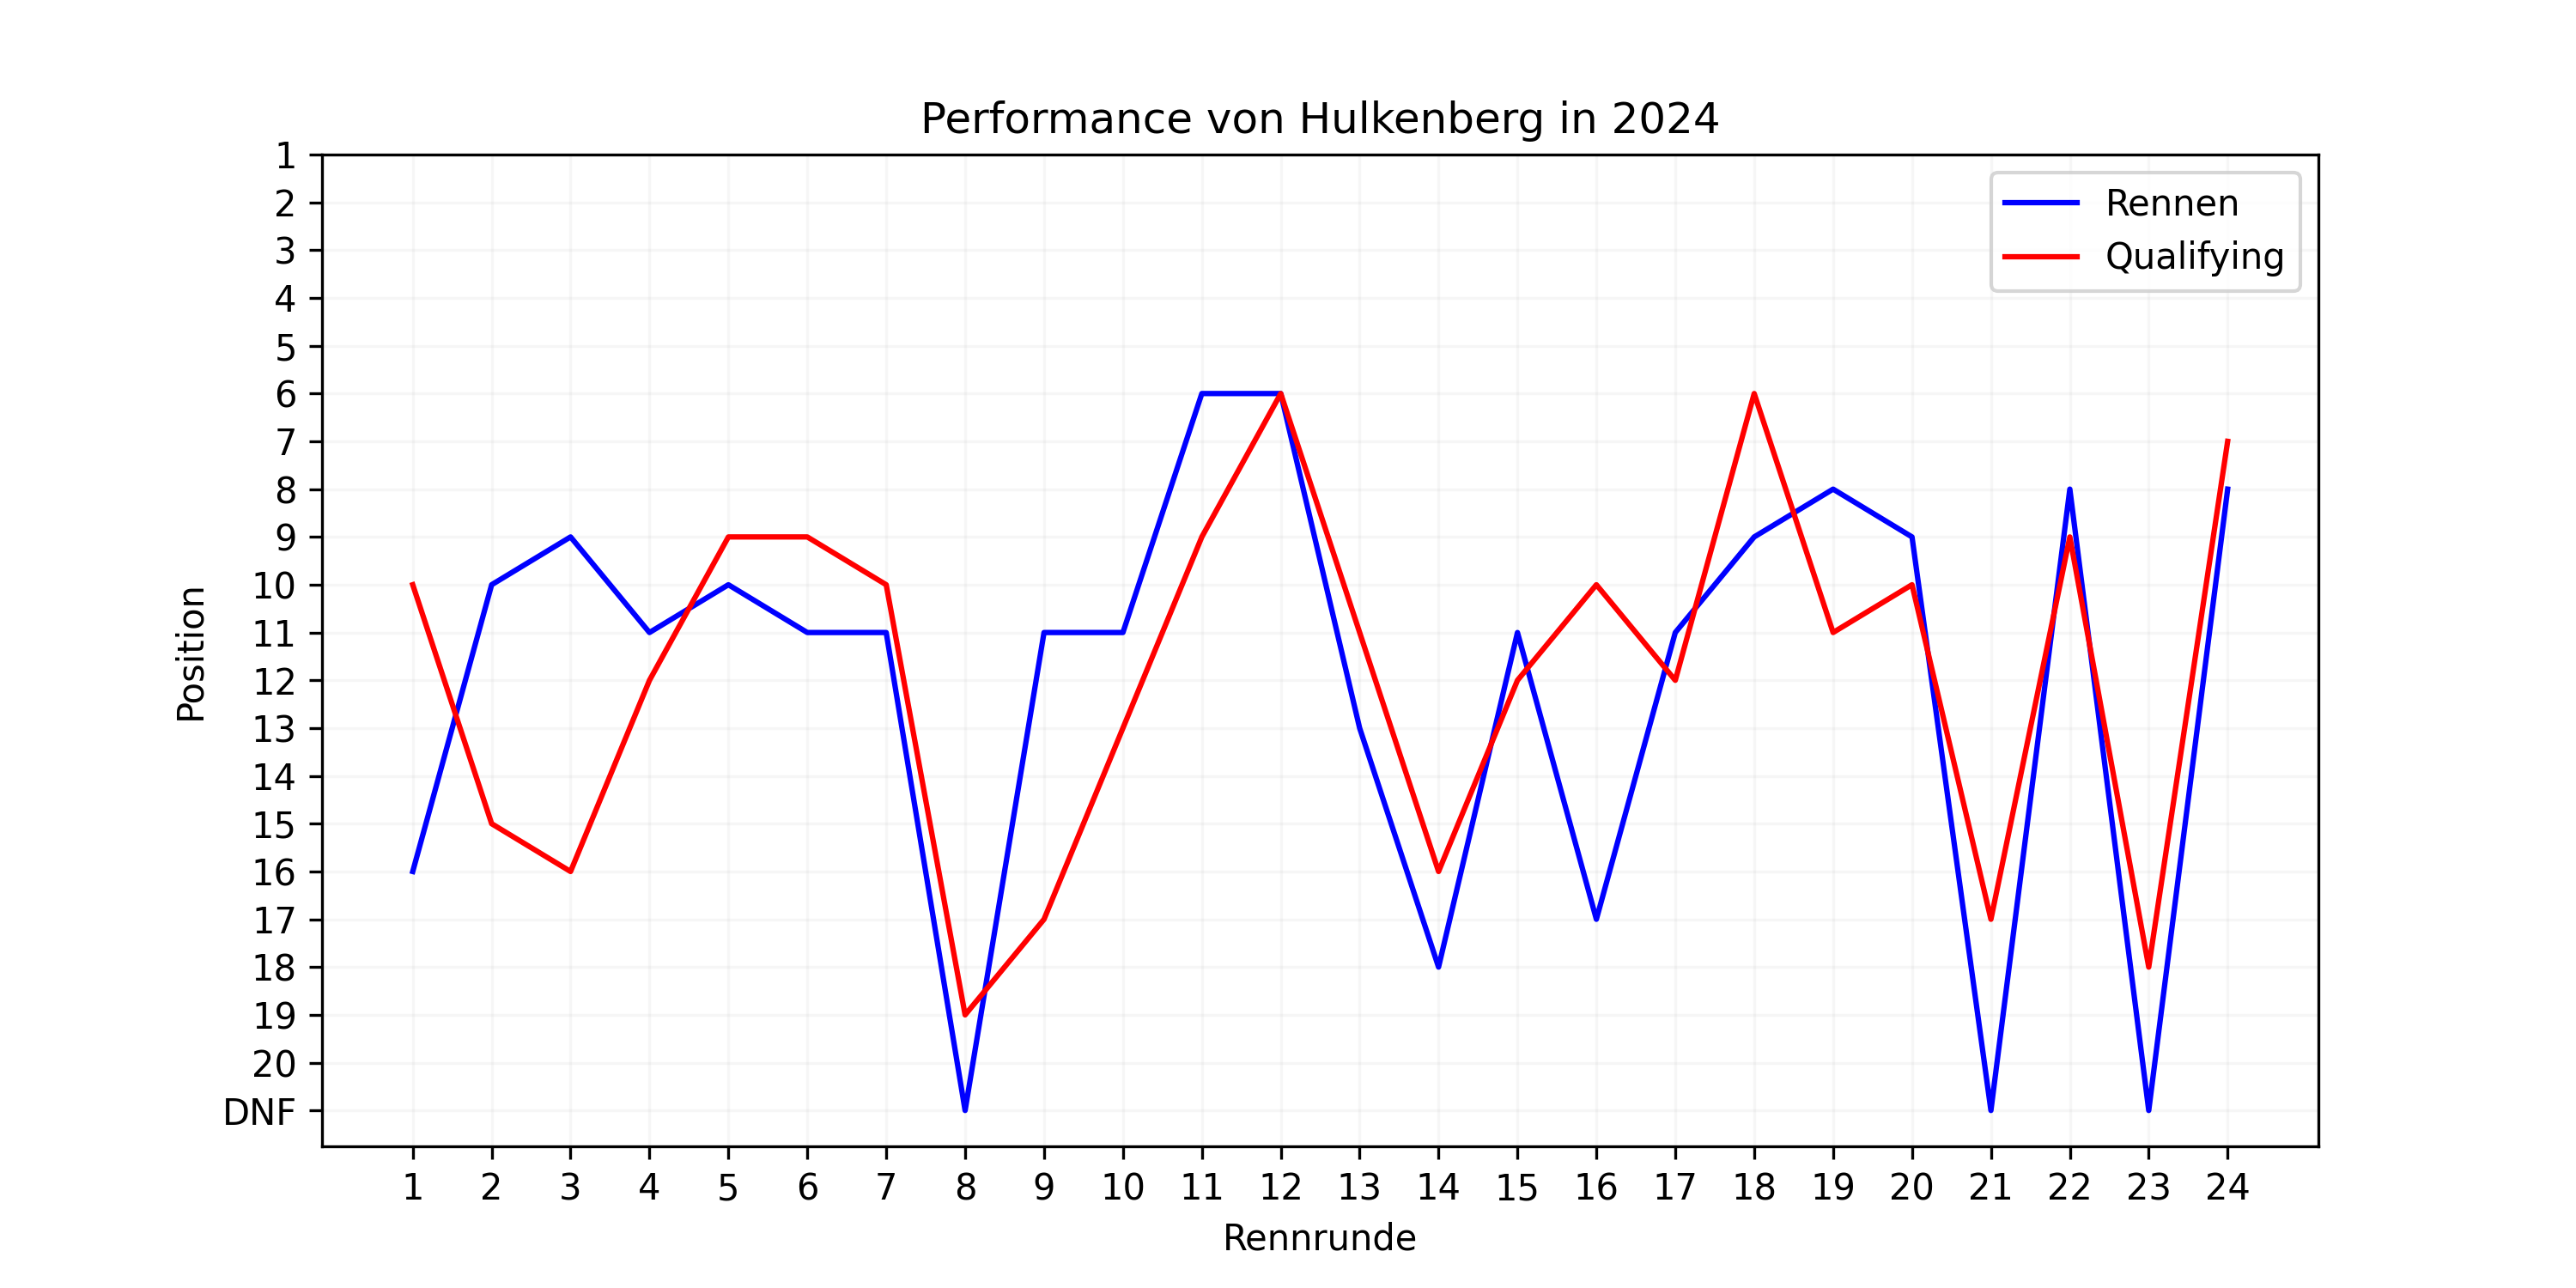 Performance von Hulkenberg in 2024
Rennen
Qualifying
Position
1
2
3
4
5
6
7
8
9
10
11
12
13
14
15
16
17
18
19
20
DNF
1 2 3 4 5 6 7 8 9 10 11 12 13 14 15 16 17 18 19 20 21 22 23 24
Rennrunde